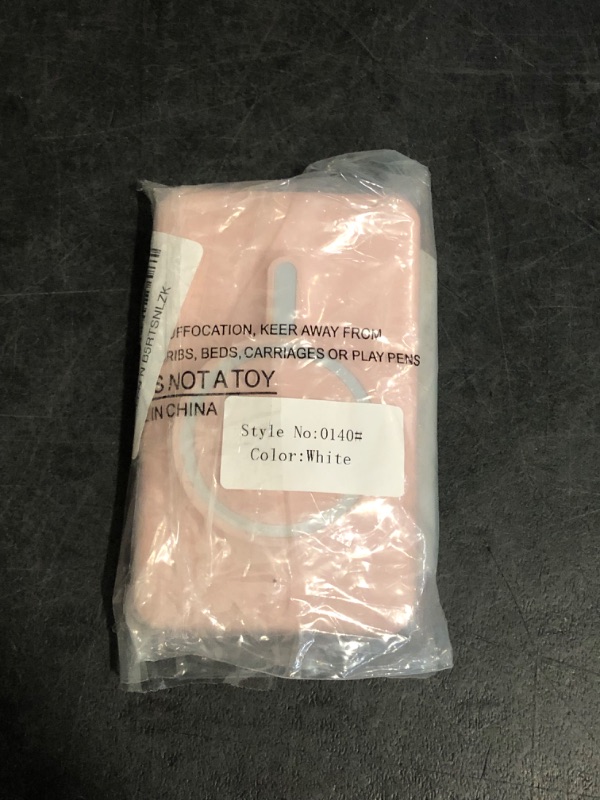 UFFOCATION, KEER AWAY FROM
RIBS, BEDS, CARRIAGES OR PLAY PENS
S NOT A TOY
IN CHINA
Style No:0140#
Color:White
B5RTSNLZK